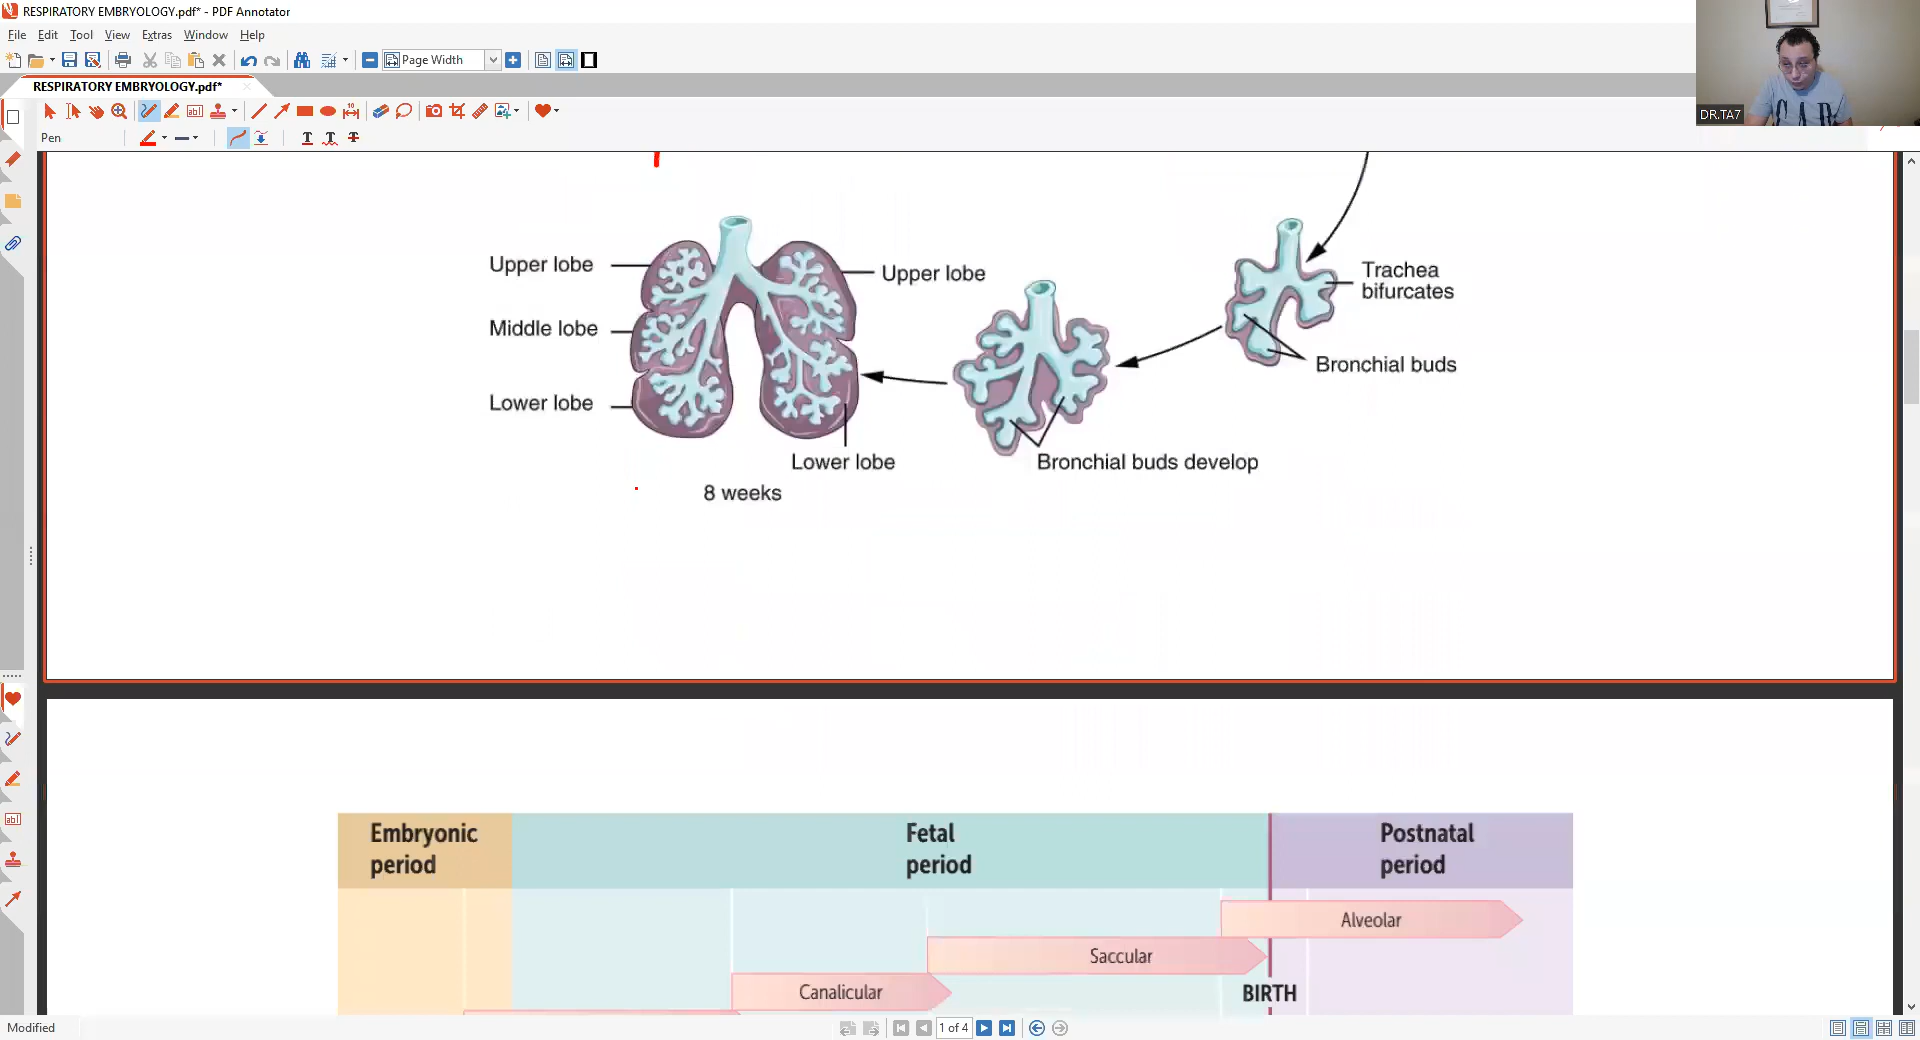 RESPIRATORY EMBRYOLOGY.pdf* - PDF Annotator
File Edit Tool View Extras Window Help
Page Width
RESPIRATORY EMBRYOLOGY.pdf*
Pen
DR.TA7
Upper lobe
Upper lobe
Trachea
bifurcates
Middle lobe
Bronchial buds
Lower lobe
Lower lobe
Bronchial buds develop
8 weeks
Embryonic
period
Fetal
period
Postnatal
period
Alveolar
Saccular
Canalicular
BIRTH
Modified
1 of 4